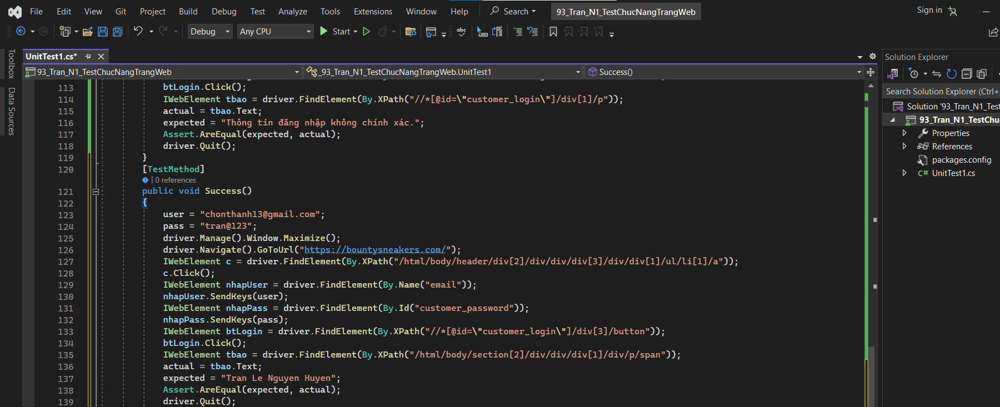 File Edit View Git Project Build Debug Test Analyze Tools Extensions Window Help Search 93_Tran_N1_TestChucNangTrangWeb Sign in
Debug Any CPU Start
Toolbox
Data Sources
UnitTest1.cs*
93_Tran_N1_TestChucNangTrangWeb _93_Tran_N1_TestChucNangTrangWeb.UnitTest1 Success()
113 btLogin.Click();
114 IWebElement tbao = driver.FindElement(By.XPath("//*[@id=\"customer_login\"]/div[1]/p"));
115 actual = tbao.Text;
116 expected = "Thông tin đăng nhập không chính xác.";
117 Assert.AreEqual(expected, actual);
118 driver.Quit();
119 }
120 [TestMethod]
| 0 references
121 public void Success()
122 {
123 user = "chonthanh13@gmail.com";
124 pass = "tran@123";
125 driver.Manage().Window.Maximize();
126 driver.Navigate().GoToUrl("https://bountysneakers.com/");
127 IWebElement c = driver.FindElement(By.XPath("/html/body/header/div[2]/div/div/div[3]/div/div[1]/ul/li[1]/a"));
128 c.Click();
129 IWebElement nhapUser = driver.FindElement(By.Name("email"));
130 nhapUser.SendKeys(user);
131 IWebElement nhapPass = driver.FindElement(By.Id("customer_password"));
132 nhapPass.SendKeys(pass);
133 IWebElement btLogin = driver.FindElement(By.XPath("//*[@id=\"customer_login\"]/div[3]/button"));
134 btLogin.Click();
135 IWebElement tbao = driver.FindElement(By.XPath("/html/body/section[2]/div/div/div[1]/div/p/span"));
136 actual = tbao.Text;
137 expected = "Tran Le Nguyen Huyen";
138 Assert.AreEqual(expected, actual);
139 driver.Quit();
Solution Explorer
Search Solution Explorer (Ctrl+;
Solution '93_Tran_N1_Test
93_Tran_N1_TestChu
Properties
References
packages.config
C# UnitTest1.cs